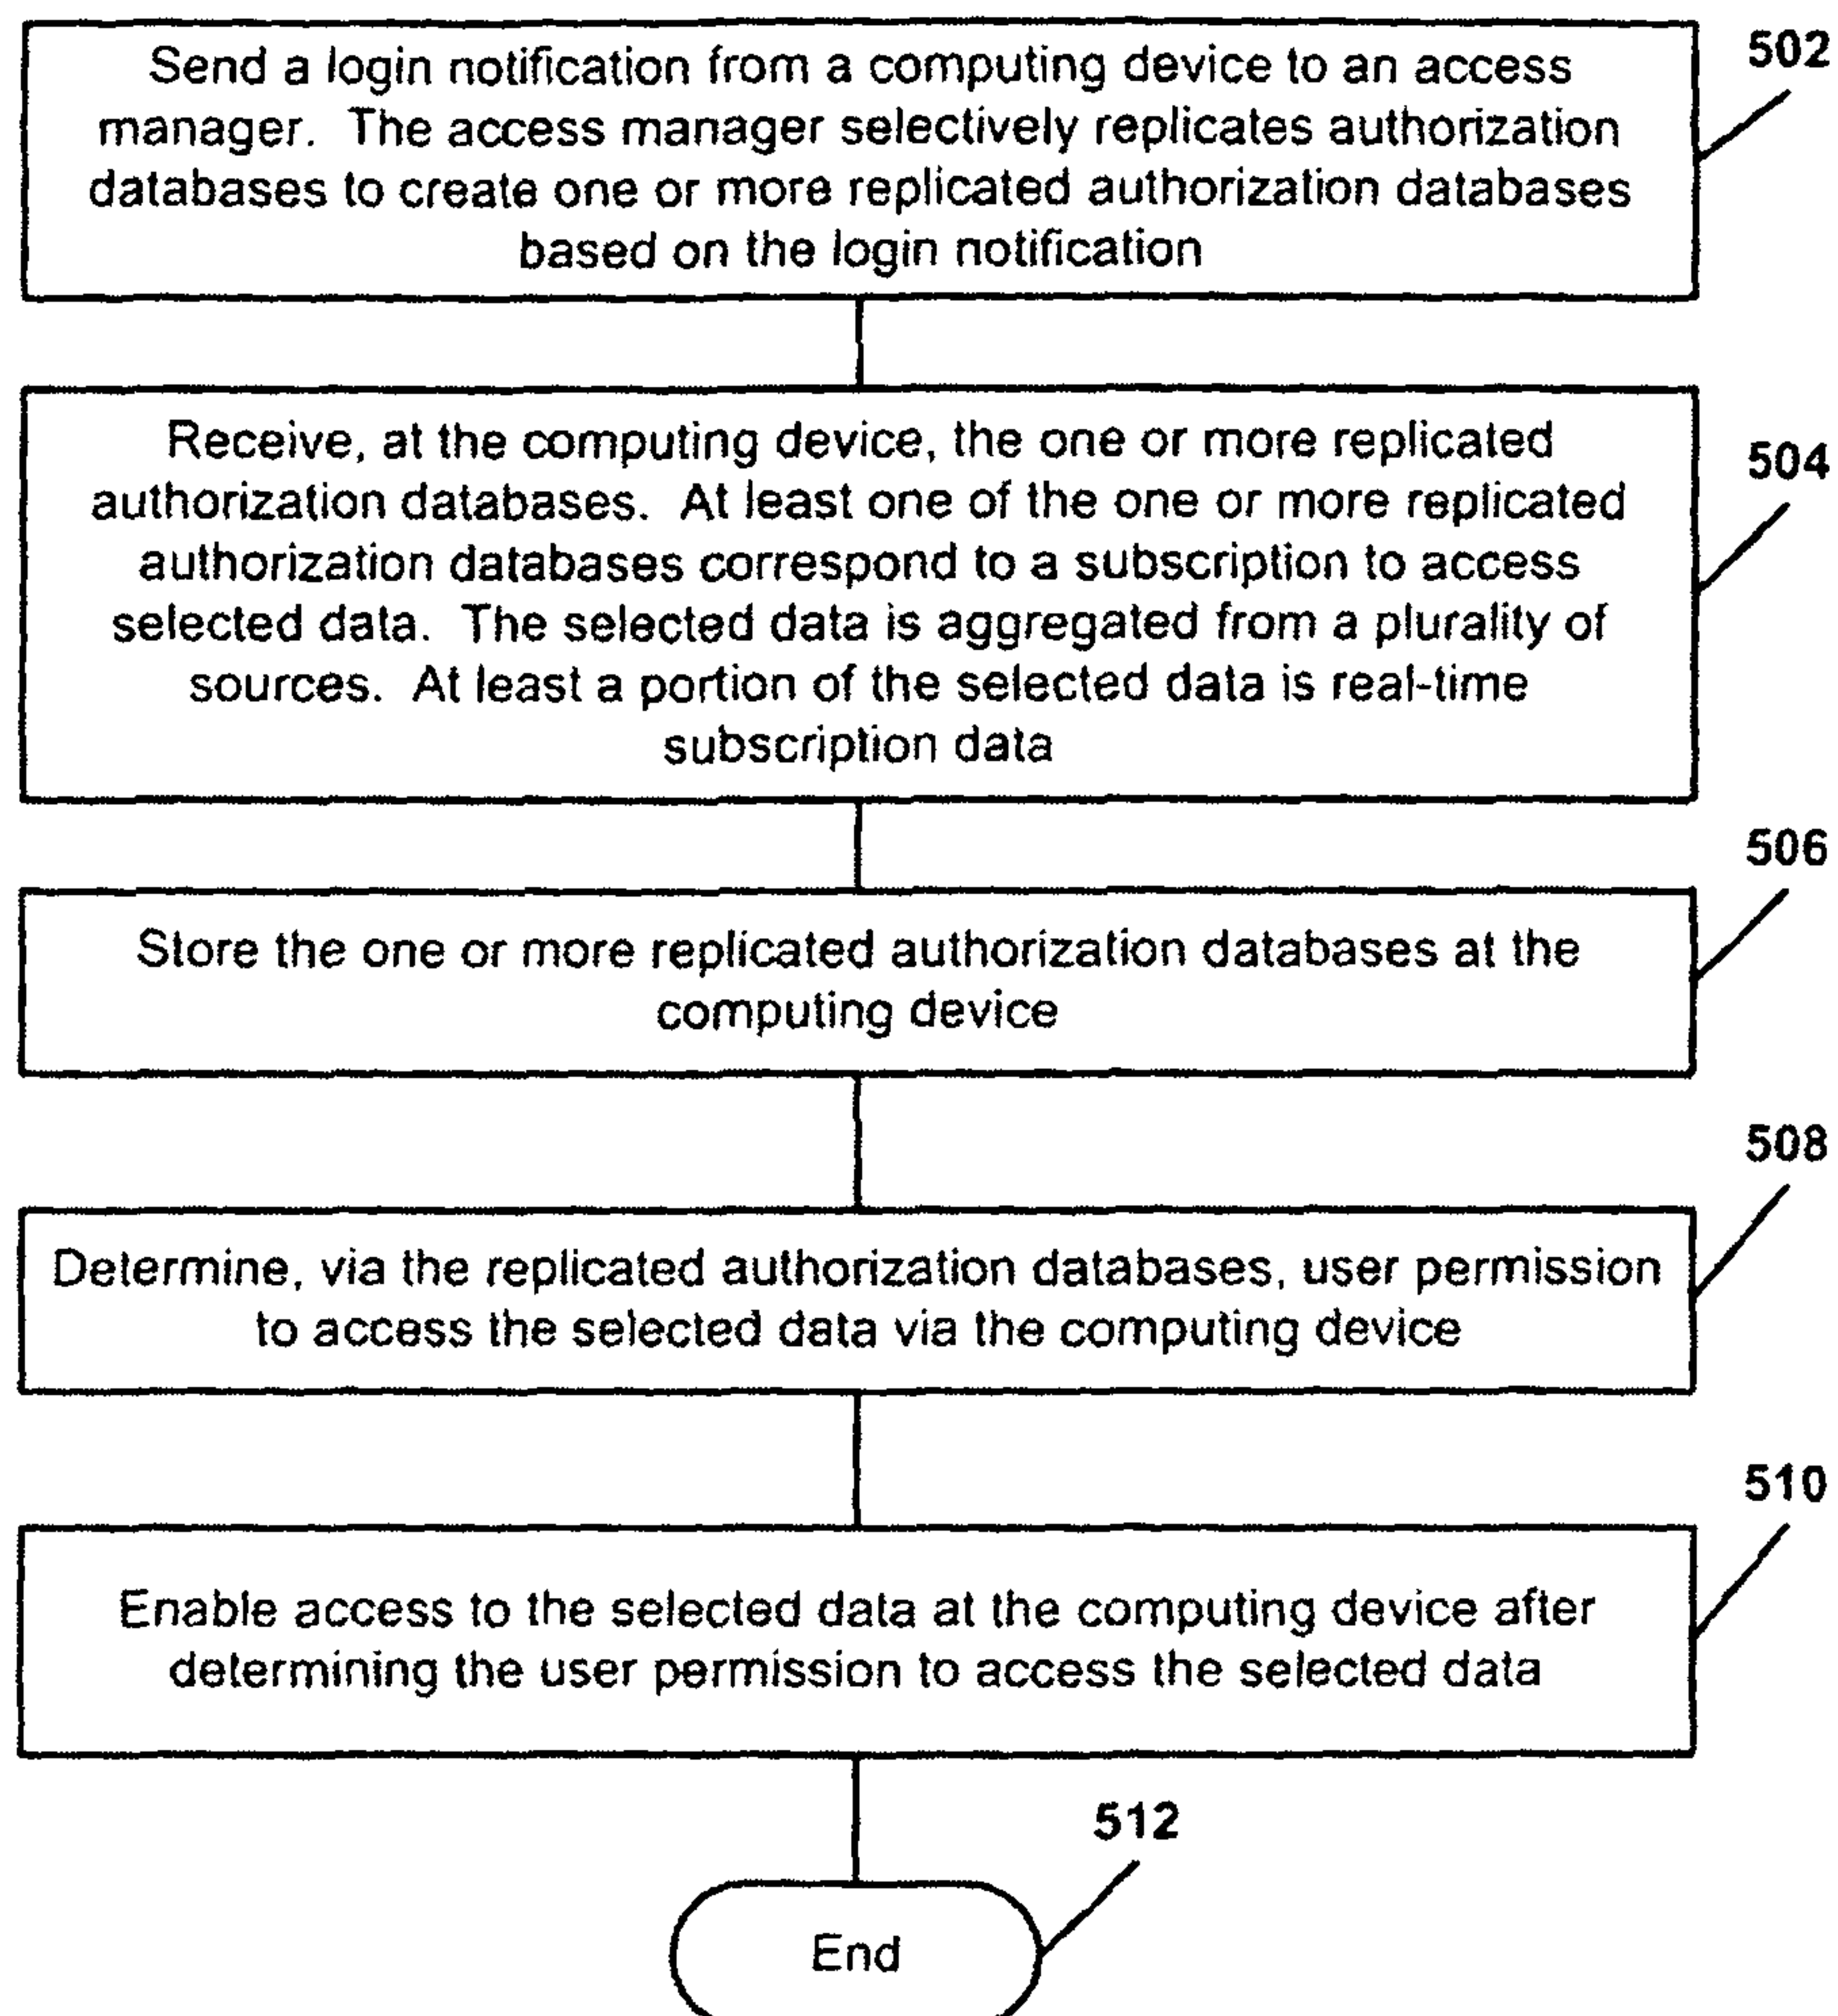 502
Send a login notification from a computing device to an access
manager. The access manager selectively replicates authorization
databases to create one or more replicated authorization databases
based on the login notification
504
Receive, at the computing device, the one or more replicated
authorization databases. At least one of the one or more replicated
authorization databases correspond to a subscription to access
selected data. The selected data is aggregated from a plurality of
sources. At least a portion of the selected data is real-time
subscription data
506
Store the one or more replicated authorization databases at the
computing device
508
Determine, via the replicated authorization databases, user permission
to access the selected data via the computing device
510
Enable access to the selected data at the computing device after
determining the user permission to access the selected data
512
End